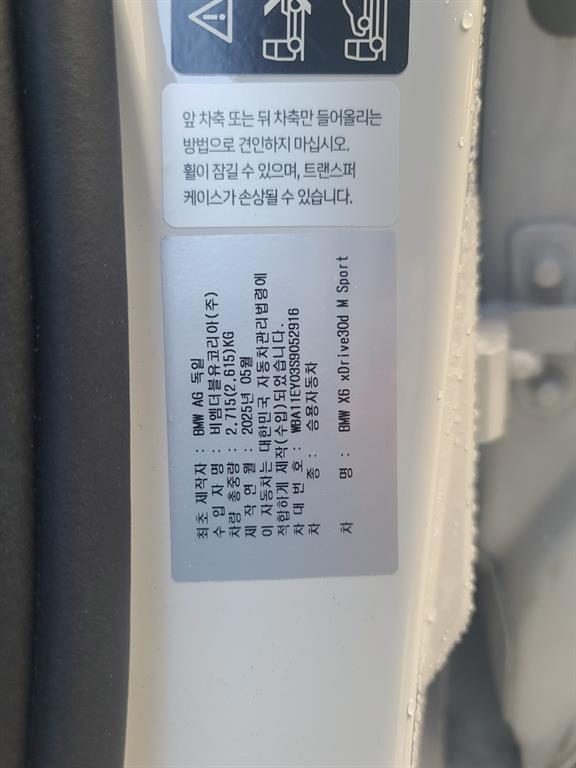 앞 차축 또는 뒤 차축만 들어올리는
방법으로 견인하지 마십시오.
휠이 잠길 수 있으며, 트랜스퍼
케이스가 손상될 수 있습니다.
최초 제작자 : BMW AG 독일
수 입 자 명 : 비엠더블유코리아(주)
차량 총중량 : 2.715(2.615)KG
제 작 연 월 : 2025년 05월
이 자동차는 대한민국 자동차관리법령에
적합하게 제작(수입)되었습니다.
차 대 번 호 : WBA11EY03S9052916
차 종 : 승용자동차
차 명 : BMW X6 xDrive30d M Sport